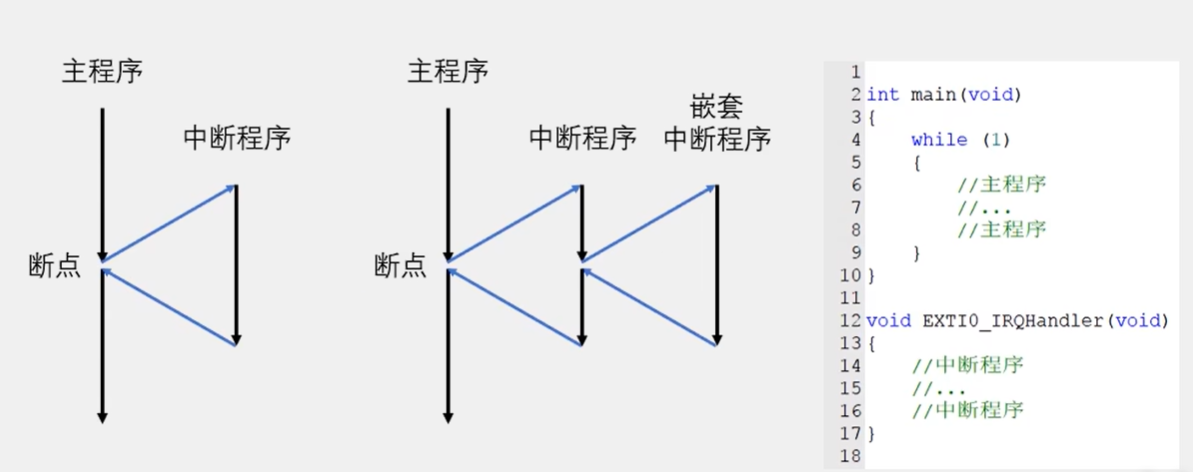 主程序
中断程序
断点
主程序
中断程序
嵌套
中断程序
断点
1
2 int main(void)
3 {
4 while (1)
5 {
6 //主程序
7 //...
8 //主程序
9 }
10 }
11
12 void EXTI0_IRQHandler(void)
13 {
14 //中断程序
15 //...
16 //中断程序
17 }
18